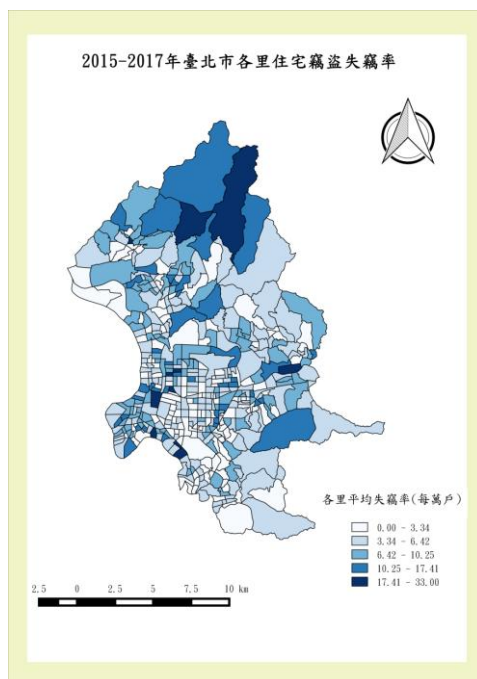 2015-2017年臺北市各里住宅竊盜失竊率
各里平均失竊率(每萬戶)
0.00 - 3.34
3.34 - 6.42
6.42 - 10.25
10.25 - 17.41
17.41 - 33.00
2.5 0 2.5 5 7.5 10 km